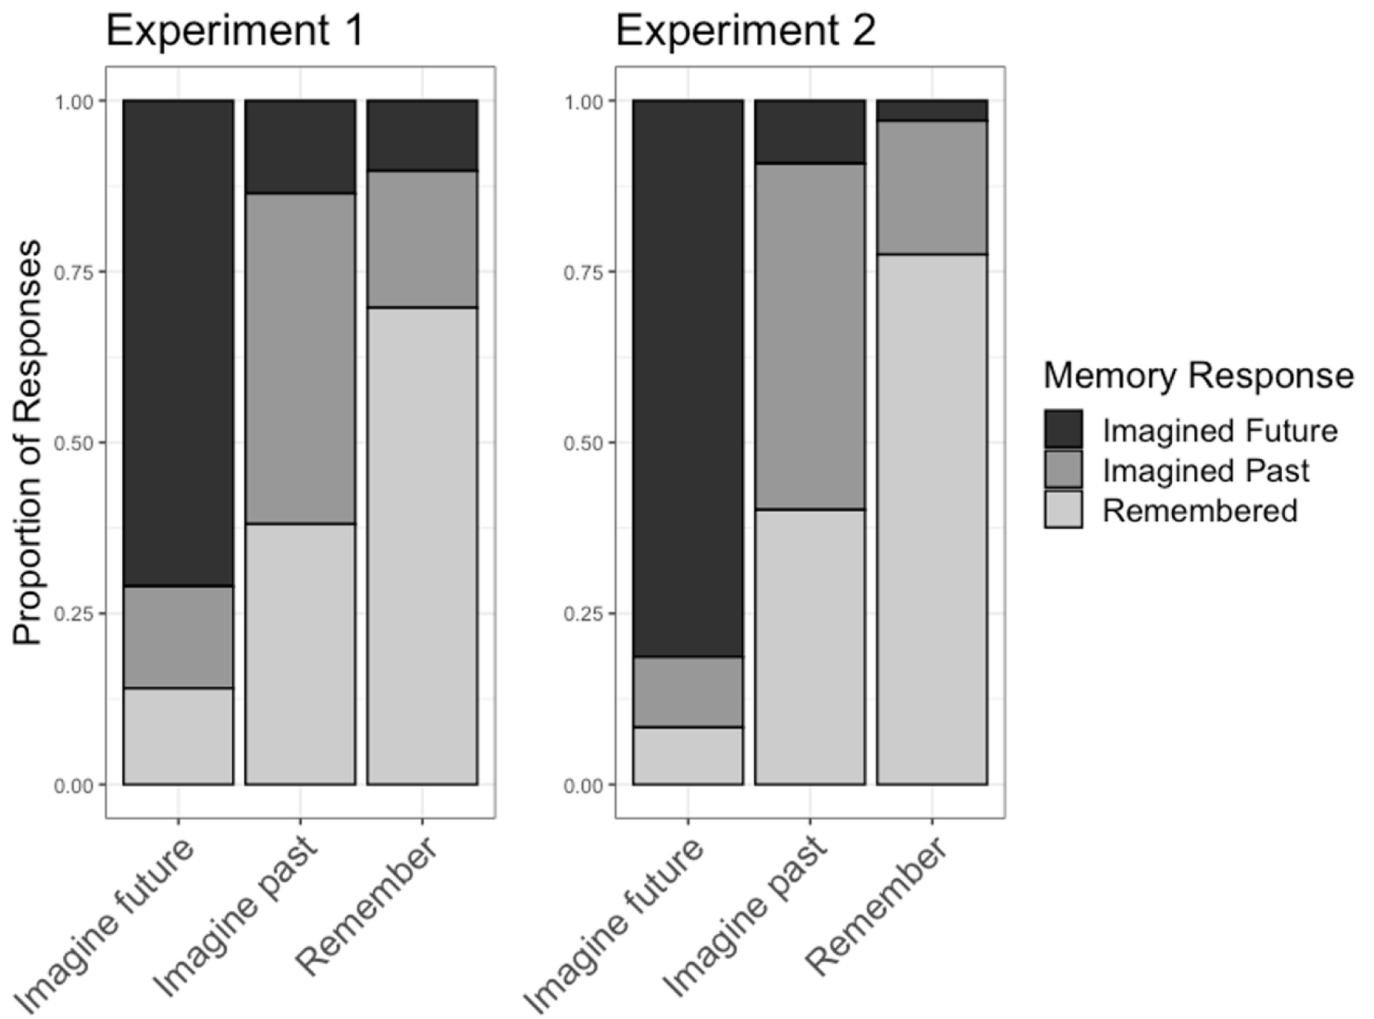 Experiment 1
Proportion of Responses
1.00
0.75
0.50
0.25
0.00
Imagine future
Imagine past
Remember
Experiment 2
1.00
0.75
0.50
0.25
0.00
Imagine future
Imagine past
Remember
Memory Response
Imagined Future
Imagined Past
Remembered